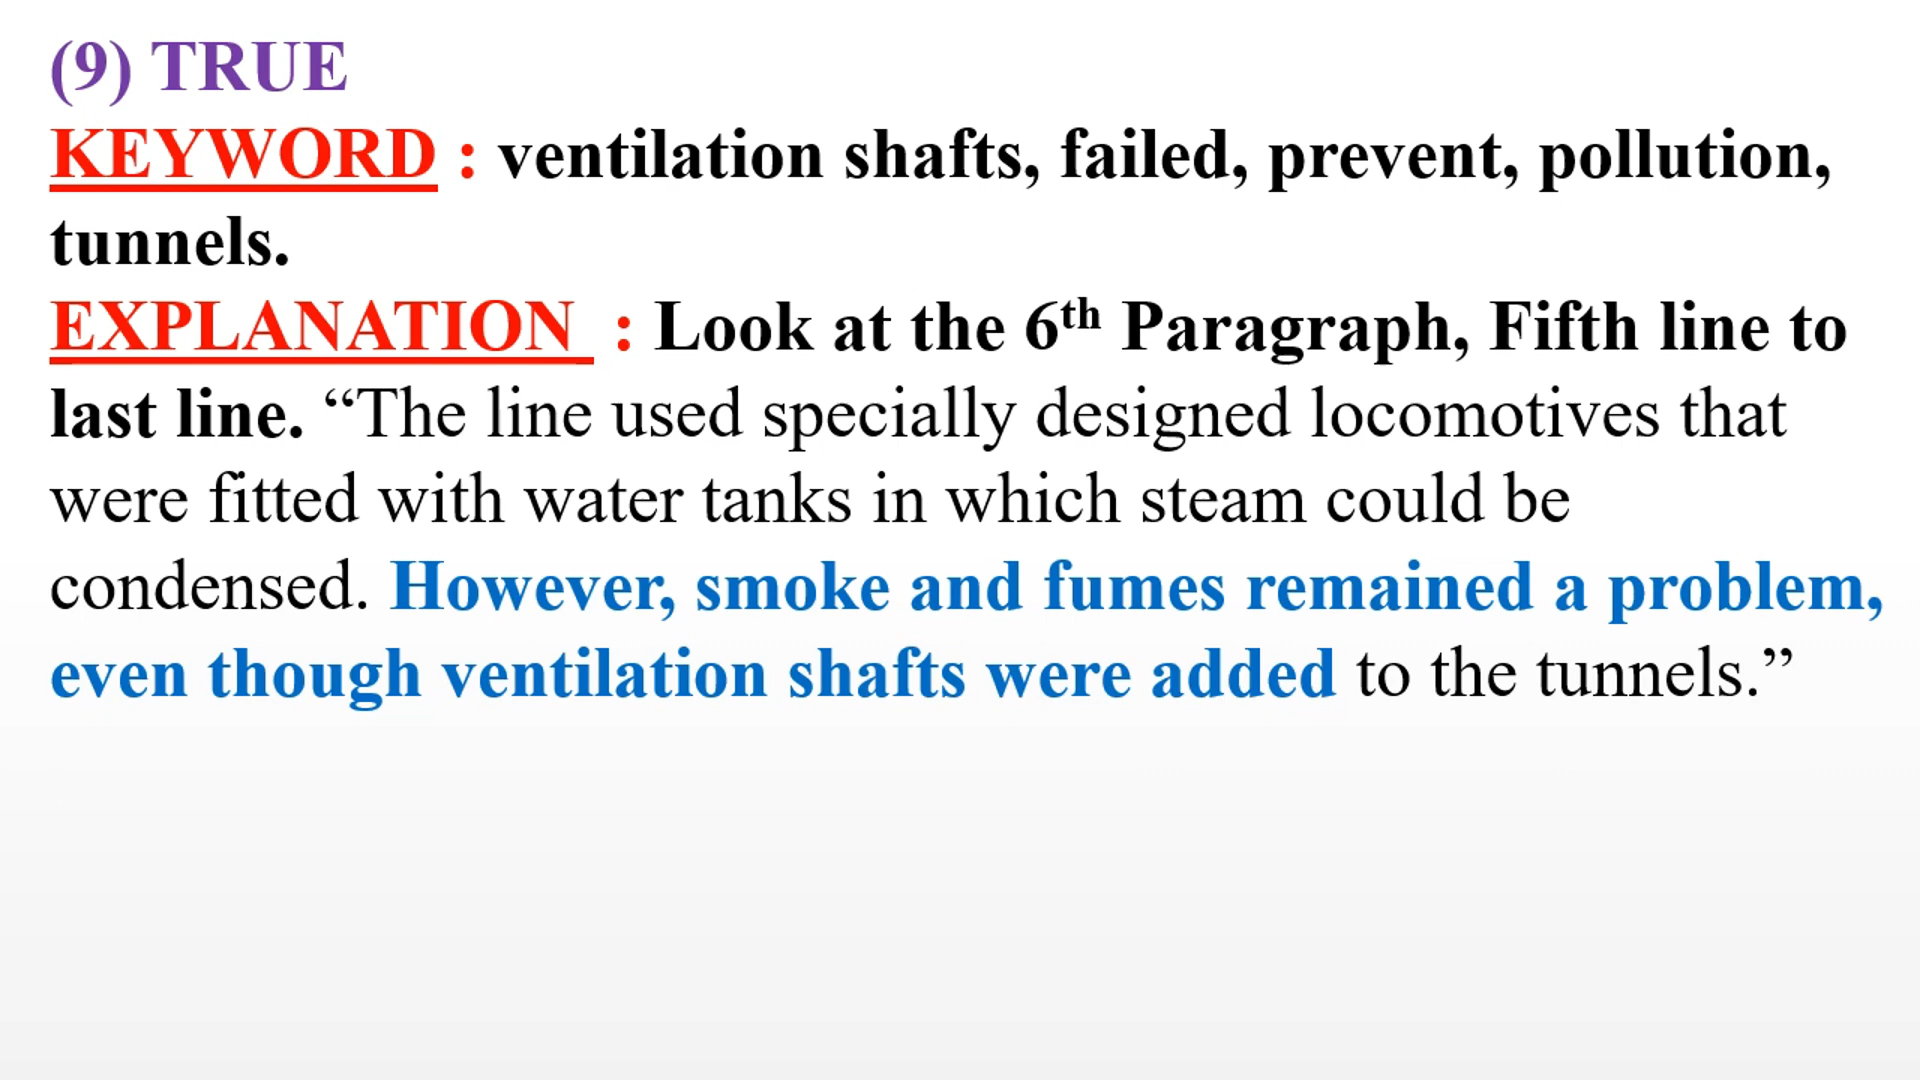 (9) TRUE
KEYWORD : ventilation shafts, failed, prevent, pollution,
tunnels.
EXPLANATION : Look at the 6th Paragraph, Fifth line to
last line. “The line used specially designed locomotives that
were fitted with water tanks in which steam could be
condensed. However, smoke and fumes remained a problem,
even though ventilation shafts were added to the tunnels.”